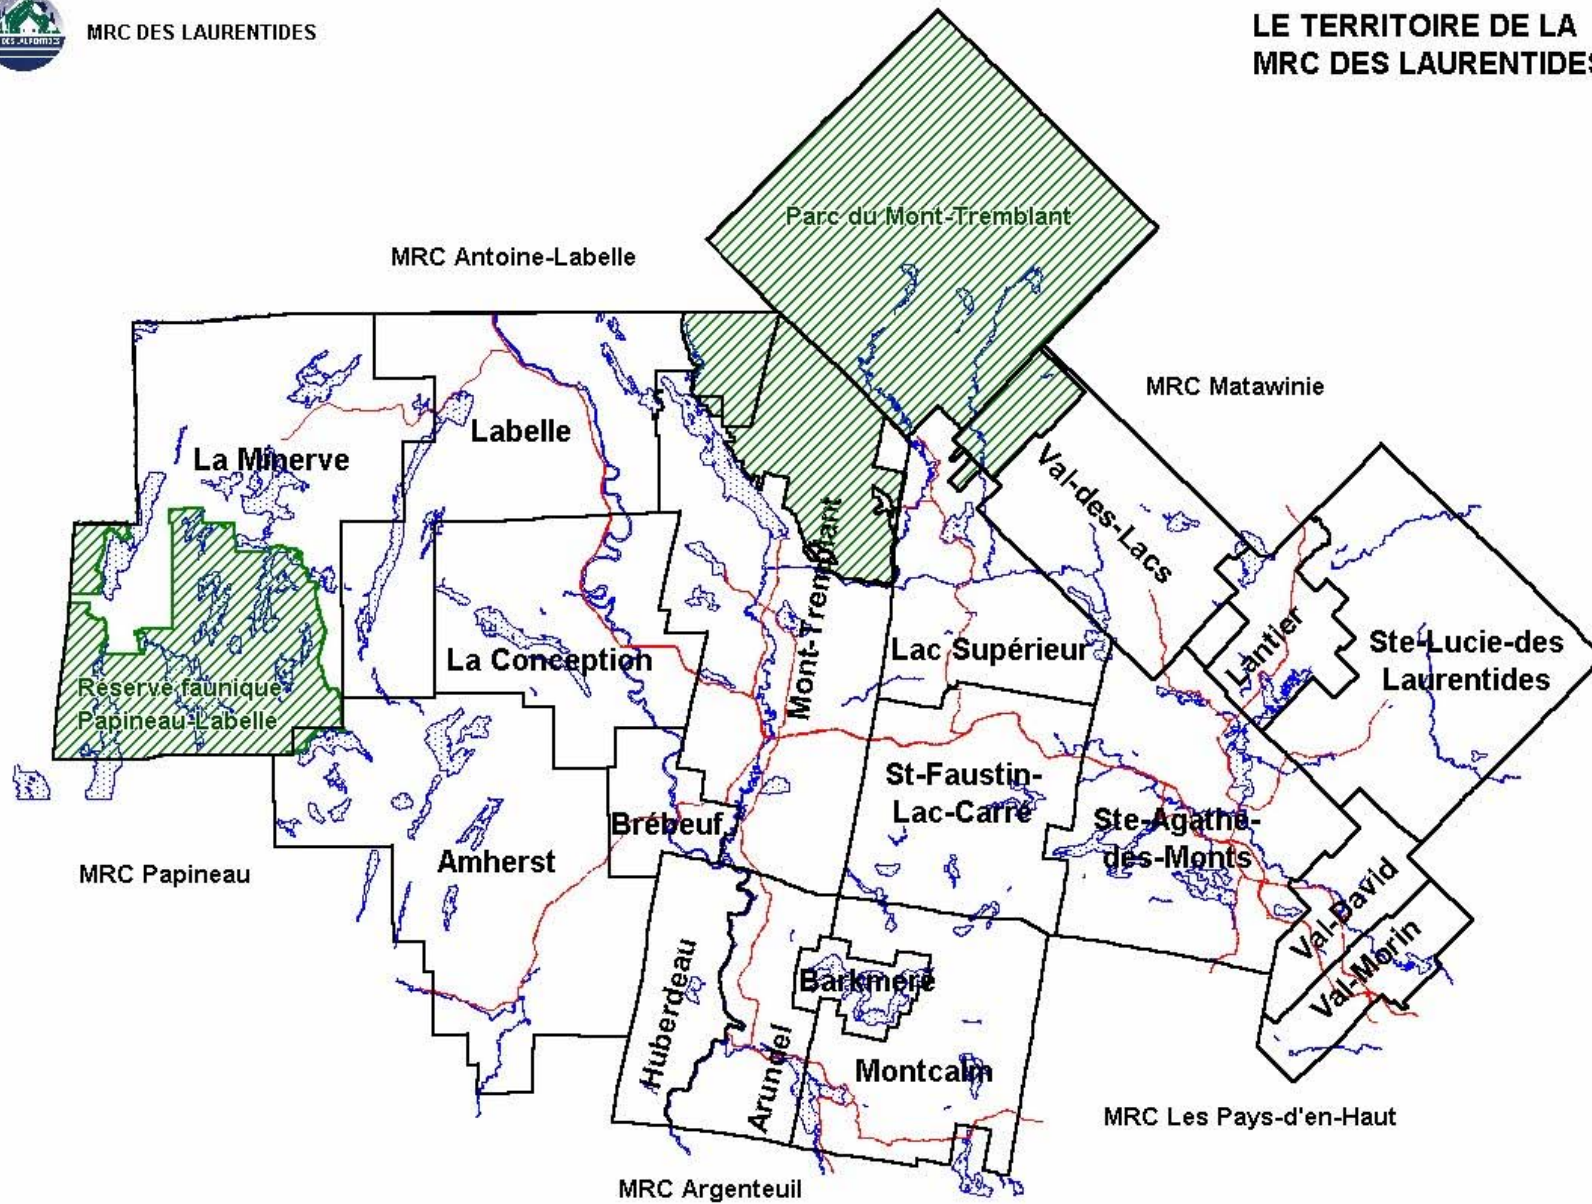 MRC DES LAURENTIDES
LE TERRITOIRE DE LA
MRC DES LAURENTIDES
DES LAURENTIDES
Parc du Mont-Tremblant
MRC Antoine-Labelle
MRC Matawinie
Labelle
La Minerve
Val-des-Lacs
Mont-Tremblant
Lantier
Lac Supérieur
Ste-Lucie-des
Laurentides
La Conception
Réserve faunique
Papineau-Labelle
St-Faustin-
Lac-Carré
Brébeuf
Ste-Agathe-
des-Monts
Amherst
MRC Papineau
Val-David
Val-Morin
Barkmere
Huberdeau
Arundel
Montcalm
MRC Les Pays-d'en-Haut
MRC Argenteuil